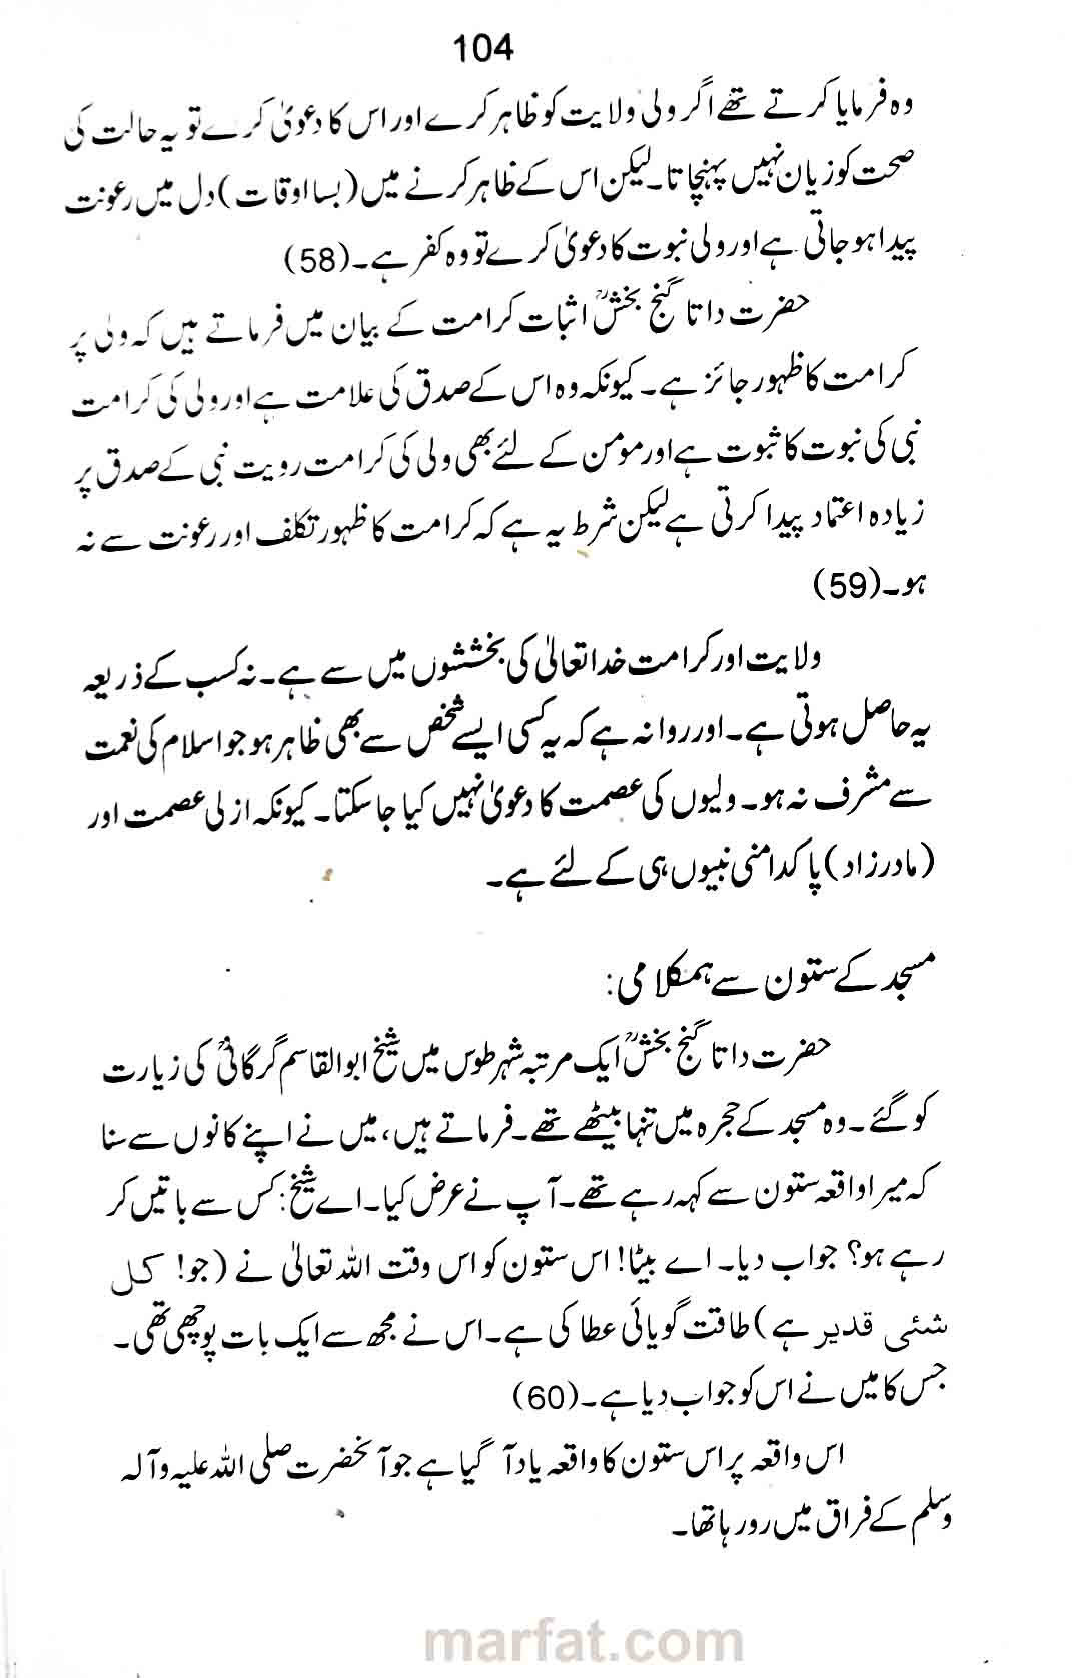 104
وہ فرمایا کرتے تھے اگر ولی ولایت کو ظاہر کرے اور اس کا دعویٰ کرے تو یہ حالت کی
صحت کو زیان نہیں پہنچاتا۔ لیکن اس کے ظاہر کرنے میں (بسا اوقات) دل میں رعونت
پیدا ہو جاتی ہے اور ولی نبوت کا دعویٰ کرے تو وہ کفر ہے۔ (58)
حضرت داتا گنج بخشؒ اثبات کرامت کے بیان میں فرماتے ہیں کہ ولی پر
کرامت کا ظہور جائز ہے۔ کیونکہ وہ اس کے صدق کی علامت ہے اور ولی کی کرامت
نبی کی نبوت کا ثبوت ہے اور مومن کے لئے بھی ولی کی کرامت رویت نبی کے صدق پر
زیادہ اعتماد پیدا کرتی ہے لیکن شرط یہ ہے کہ کرامت کا ظہور تکلف اور رعونت سے نہ
ہو۔ (59)
ولایت اور کرامت خدا تعالیٰ کی بخششوں میں سے ہے۔ نہ کسب کے ذریعہ
یہ حاصل ہوتی ہے۔ اور روا نہ ہے کہ یہ کسی ایسے شخص سے بھی ظاہر ہو جو اسلام کی نعمت
سے مشرف نہ ہو۔ ولیوں کی عصمت کا دعویٰ نہیں کیا جا سکتا۔ کیونکہ ازلی عصمت اور
(مادرزاد) پاکدامنی نبیوں ہی کے لئے ہے۔
مسجد کے ستون سے ہمکلامی:
حضرت داتا گنج بخشؒ ایک مرتبہ شہر طوس میں شیخ ابوالقاسم گرگانیؒ کی زیارت
کو گئے۔ وہ مسجد کے حجرہ میں تنہا بیٹھے تھے۔ فرماتے ہیں، میں نے اپنے کانوں سے سنا
کہ میرا واقعہ ستون سے کہہ رہے تھے۔ آپ نے عرض کیا۔ اے شیخ: کس سے باتیں کر
رہے ہو؟ جواب دیا۔ اے بیٹا! اس ستون کو اس وقت اللہ تعالیٰ نے (جو! کل
شئی قدیر ہے) طاقت گویائی عطا کی ہے۔ اس نے مجھ سے ایک بات پوچھی تھی۔
جس کا میں نے اس کو جواب دیا ہے۔ (60)
اس واقعہ پر اس ستون کا واقعہ یاد آ گیا ہے جو آنحضرت صلی اللہ علیہ وآلہ
وسلم کے فراق میں رو رہا تھا۔
marfat.com